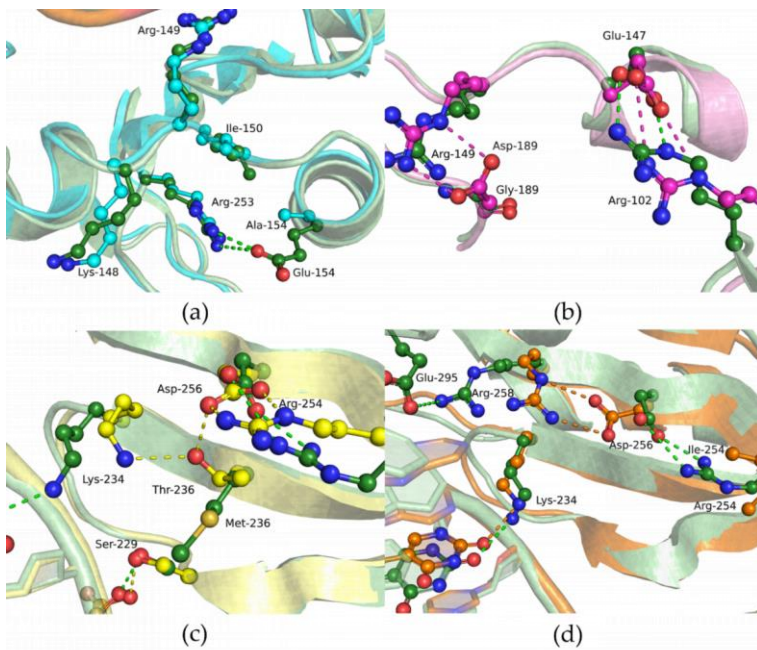 Arg-149
Ile-150
Arg-253
Ala-154
Lys-148
Glu-154
(a)
Glu-147
Arg-149
Asp-189
Gly-189
Arg-102
(b)
Asp-256
Arg-254
Lys-234
Thr-236
Met-236
Ser-229
(c)
Glu-295
Arg-258
Asp-256
Ile-254
Lys-234
Arg-254
(d)